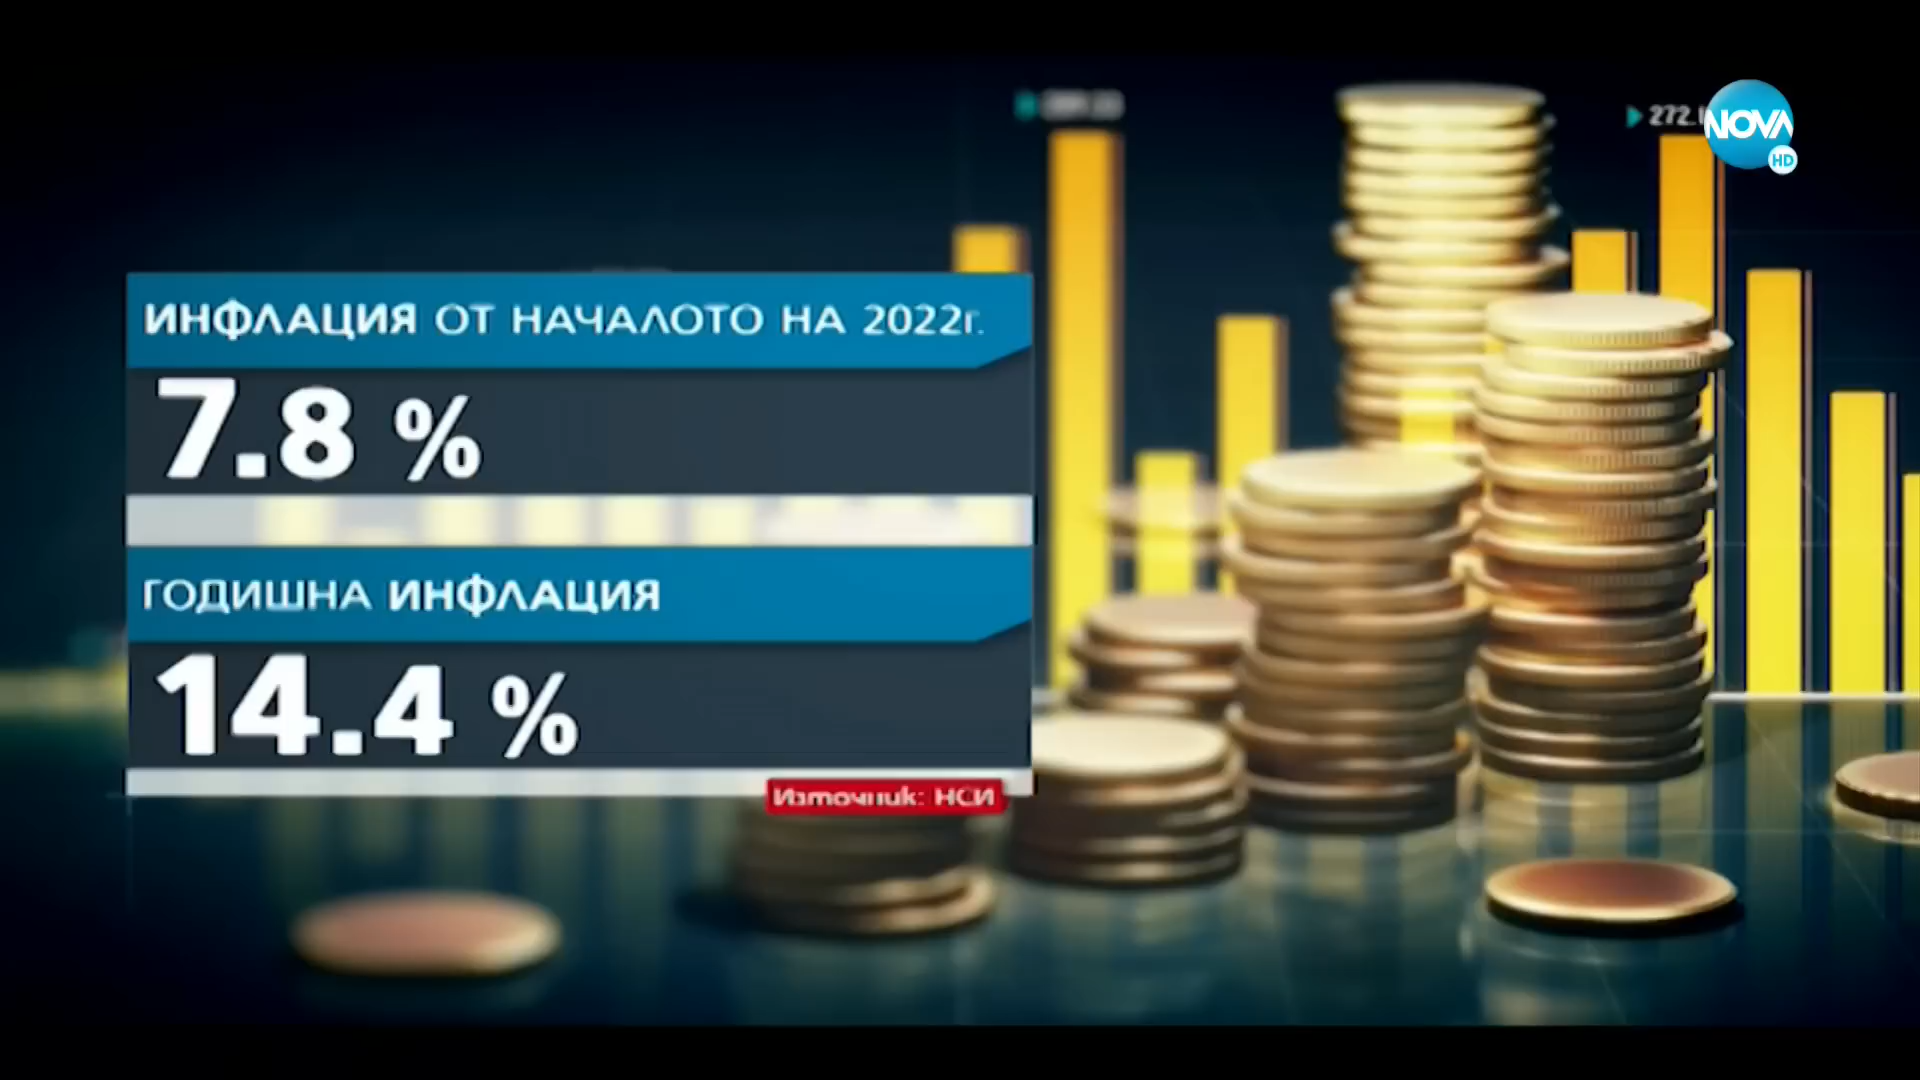 NOVA
HD
ИНФЛАЦИЯ ОТ НАЧАЛОТО НА 2022г.
7.8 %
ГОДИШНА ИНФЛАЦИЯ
14.4 %
Източник: НСИ